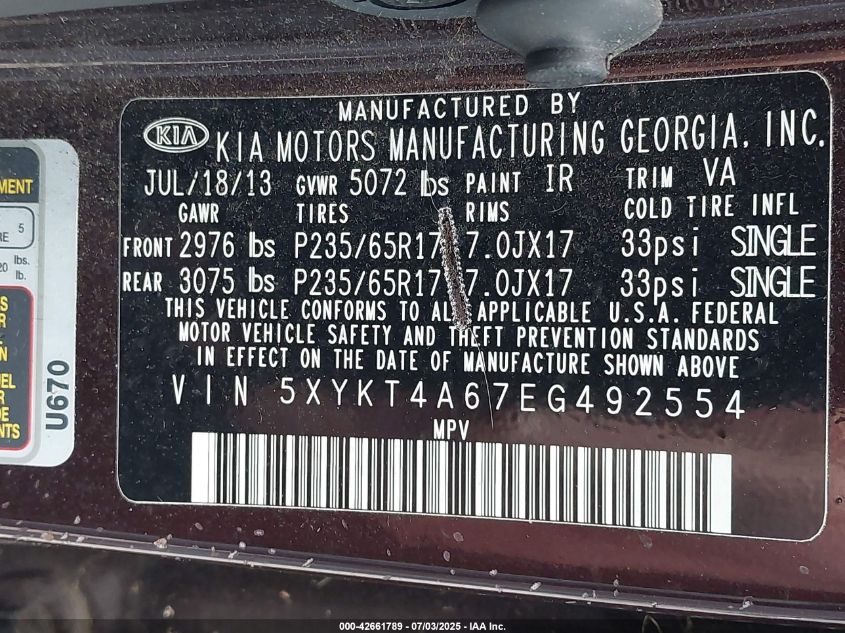 MANUFACTURED BY
KIA KIA MOTORS MANUFACTURING GEORGIA, INC.
JUL/18/13 GVWR 5072 lbs PAINT IR TRIM VA
GAWR TIRES RIMS COLD TIRE INFL
FRONT 2976 lbs P235/65R17 7.0JX17 33psi SINGLE
REAR 3075 lbs P235/65R17 7.0JX17 33psi SINGLE
THIS VEHICLE CONFORMS TO ALL APPLICABLE U.S.A. FEDERAL
MOTOR VEHICLE SAFETY AND THEFT PREVENTION STANDARDS
IN EFFECT ON THE DATE OF MANUFACTURE SHOWN ABOVE
VIN 5XYKT4A67EG492554
MPV
5
lbs.
lb.
U670
000-42661789 - 07/03/2025 - IAA Inc.